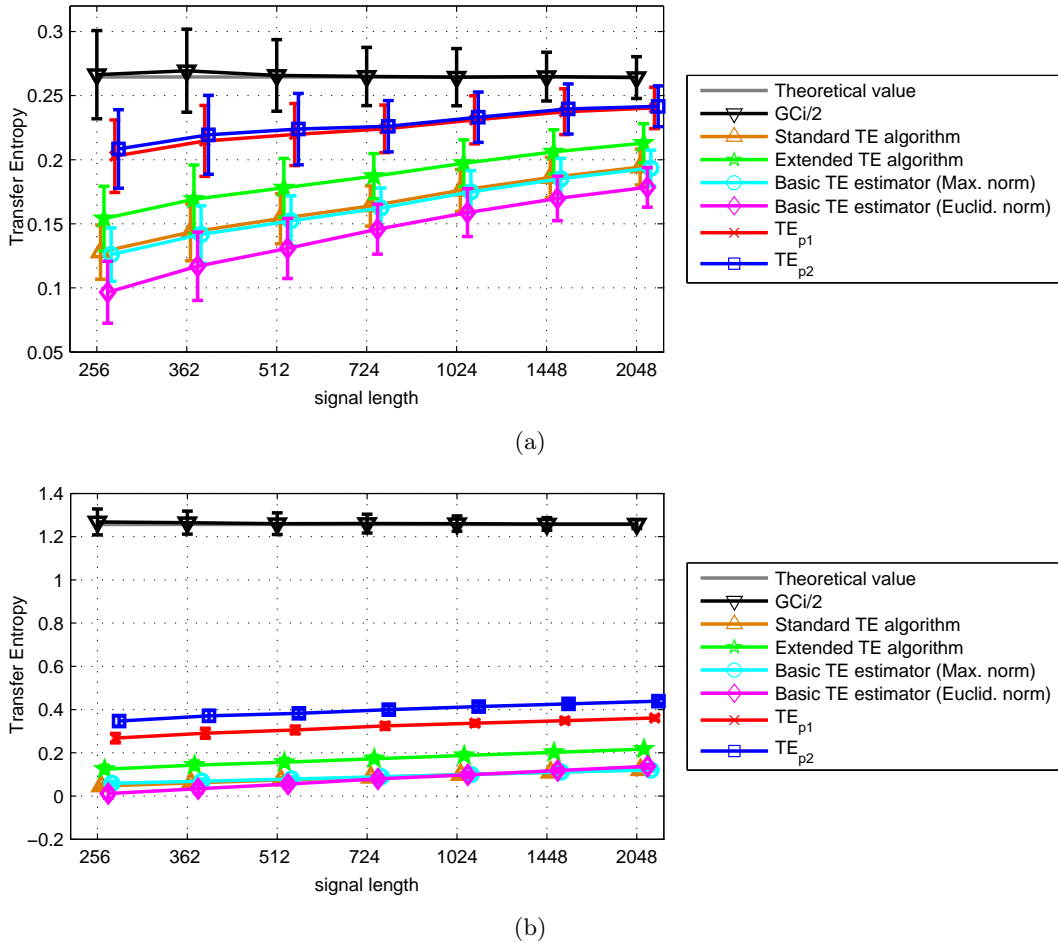 0.3
0.25
0.2
0.15
0.1
0.05
Transfer Entropy
256 362 512 724 1024 1448 2048
signal length
Theoretical value
GCi/2
Standard TE algorithm
Extended TE algorithm
Basic TE estimator (Max. norm)
Basic TE estimator (Euclid. norm)
TEp1
TEp2
(a)
1.4
1.2
1
0.8
0.6
0.4
0.2
0
−0.2
Transfer Entropy
256 362 512 724 1024 1448 2048
signal length
Theoretical value
GCi/2
Standard TE algorithm
Extended TE algorithm
Basic TE estimator (Max. norm)
Basic TE estimator (Euclid. norm)
TEp1
TEp2
(b)